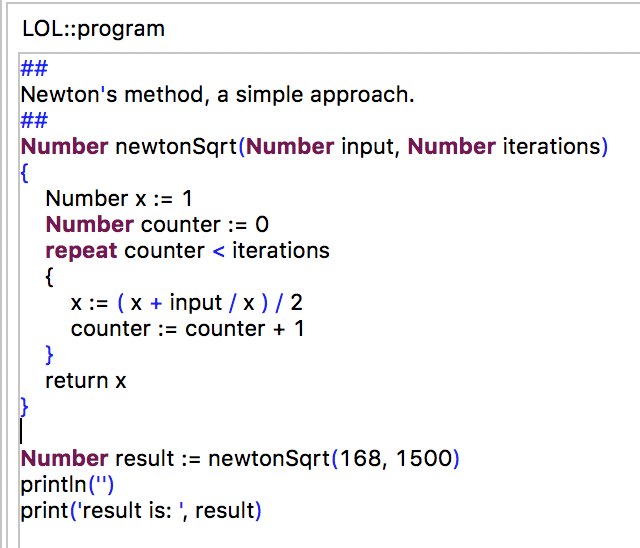 LOL::program
##
Newton's method, a simple approach.
##
Number newtonSqrt(Number input, Number iterations)
{
    Number x := 1
    Number counter := 0
    repeat counter < iterations
    {
        x := ( x + input / x ) / 2
        counter := counter + 1
    }
    return x
}

Number result := newtonSqrt(168, 1500)
println('')
print('result is: ', result)